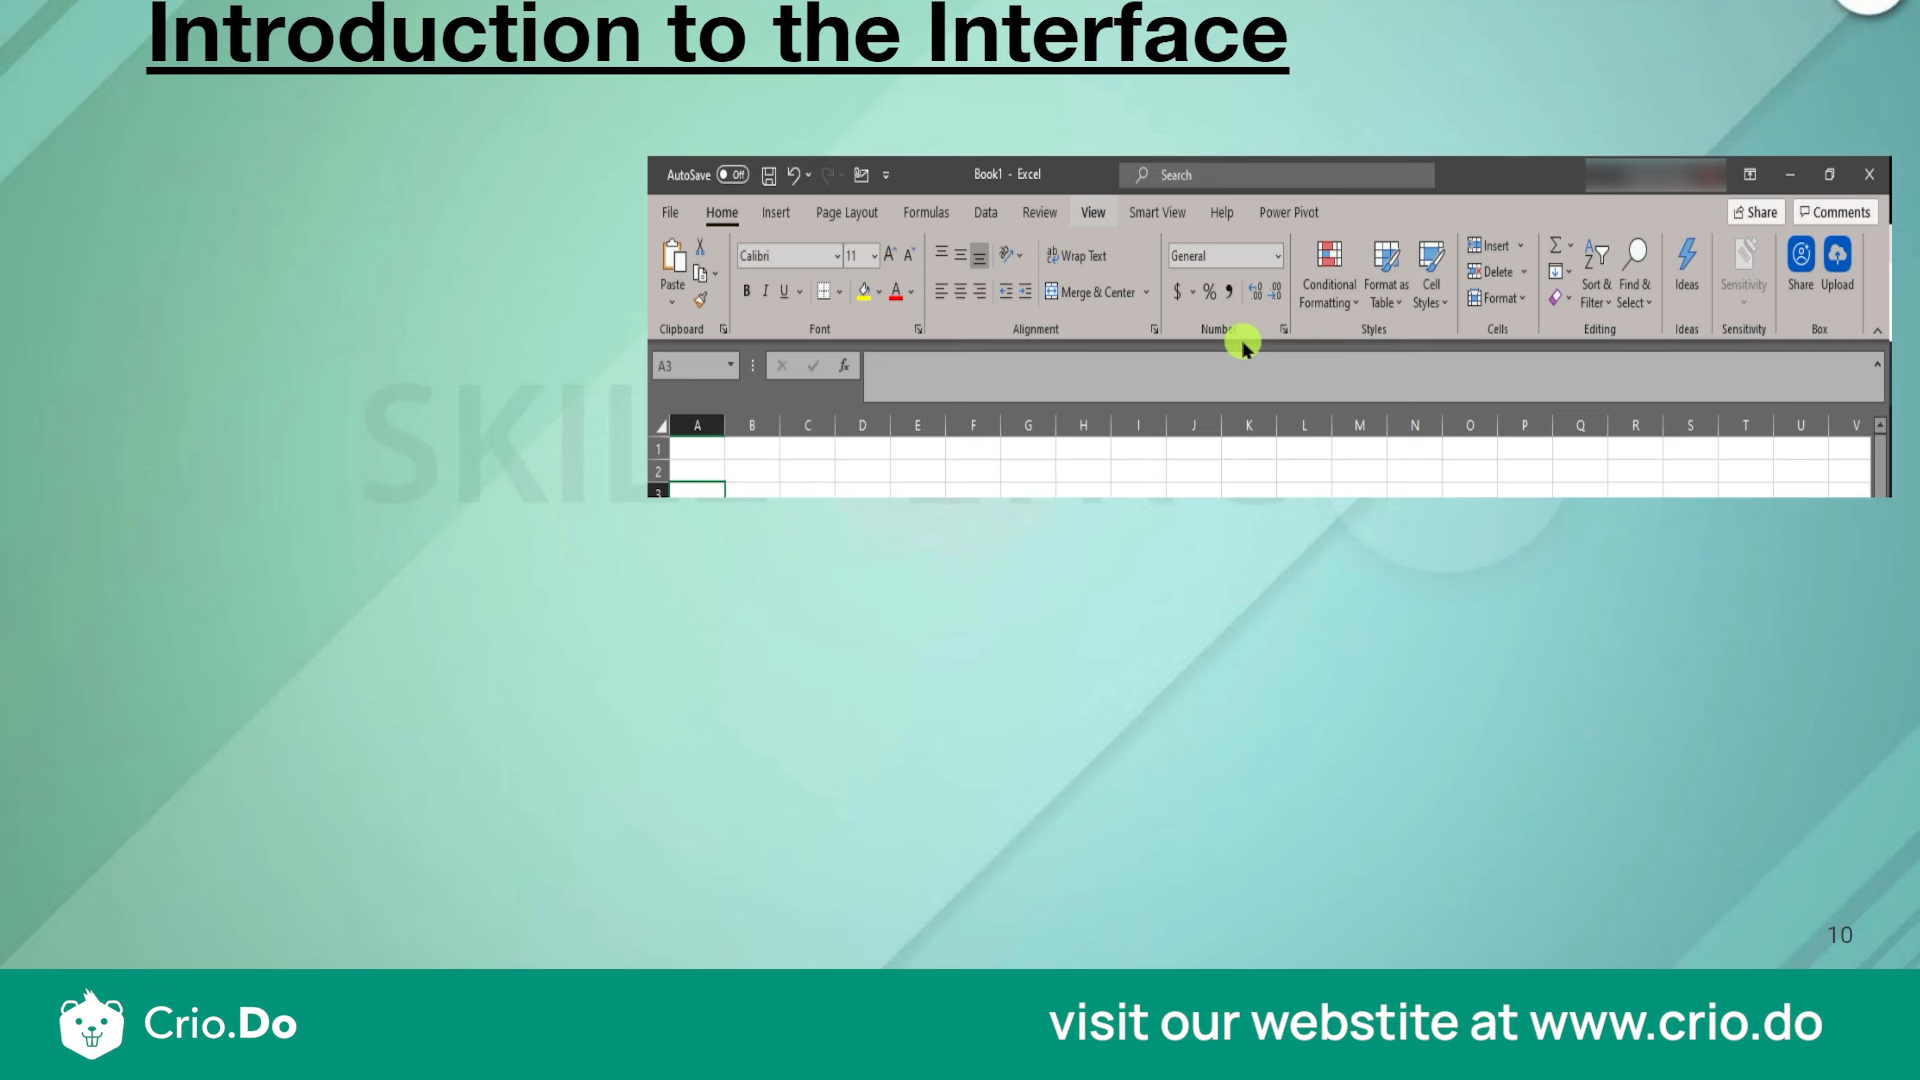 Introduction to the Interface
AutoSave Off Book1 - Excel Search
File Home Insert Page Layout Formulas Data Review View Smart View Help Power Pivot Share Comments
Calibri 11 Wrap Text General Insert
Paste B I U Merge & Center $ % Conditional Formatting Format as Table Cell Styles Delete Format Sort & Filter Find & Select Ideas Sensitivity Share Upload
Clipboard Font Alignment Number Styles Cells Editing Ideas Sensitivity Box
A3 fx
A B C D E F G H I J K L M N O P Q R S T U V
1
2
3
SKIL
10
Crio.Do
visit our webstite at www.crio.do